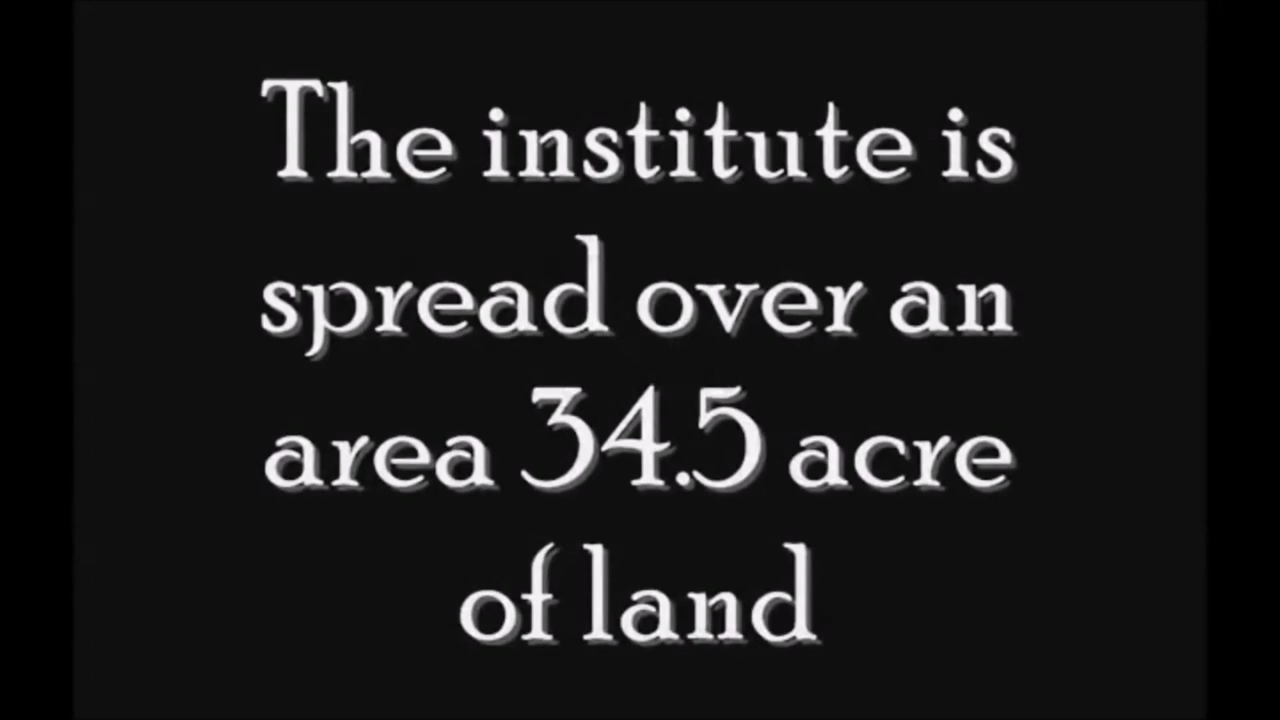 The institute is
spread over an
area 34.5 acre
of land